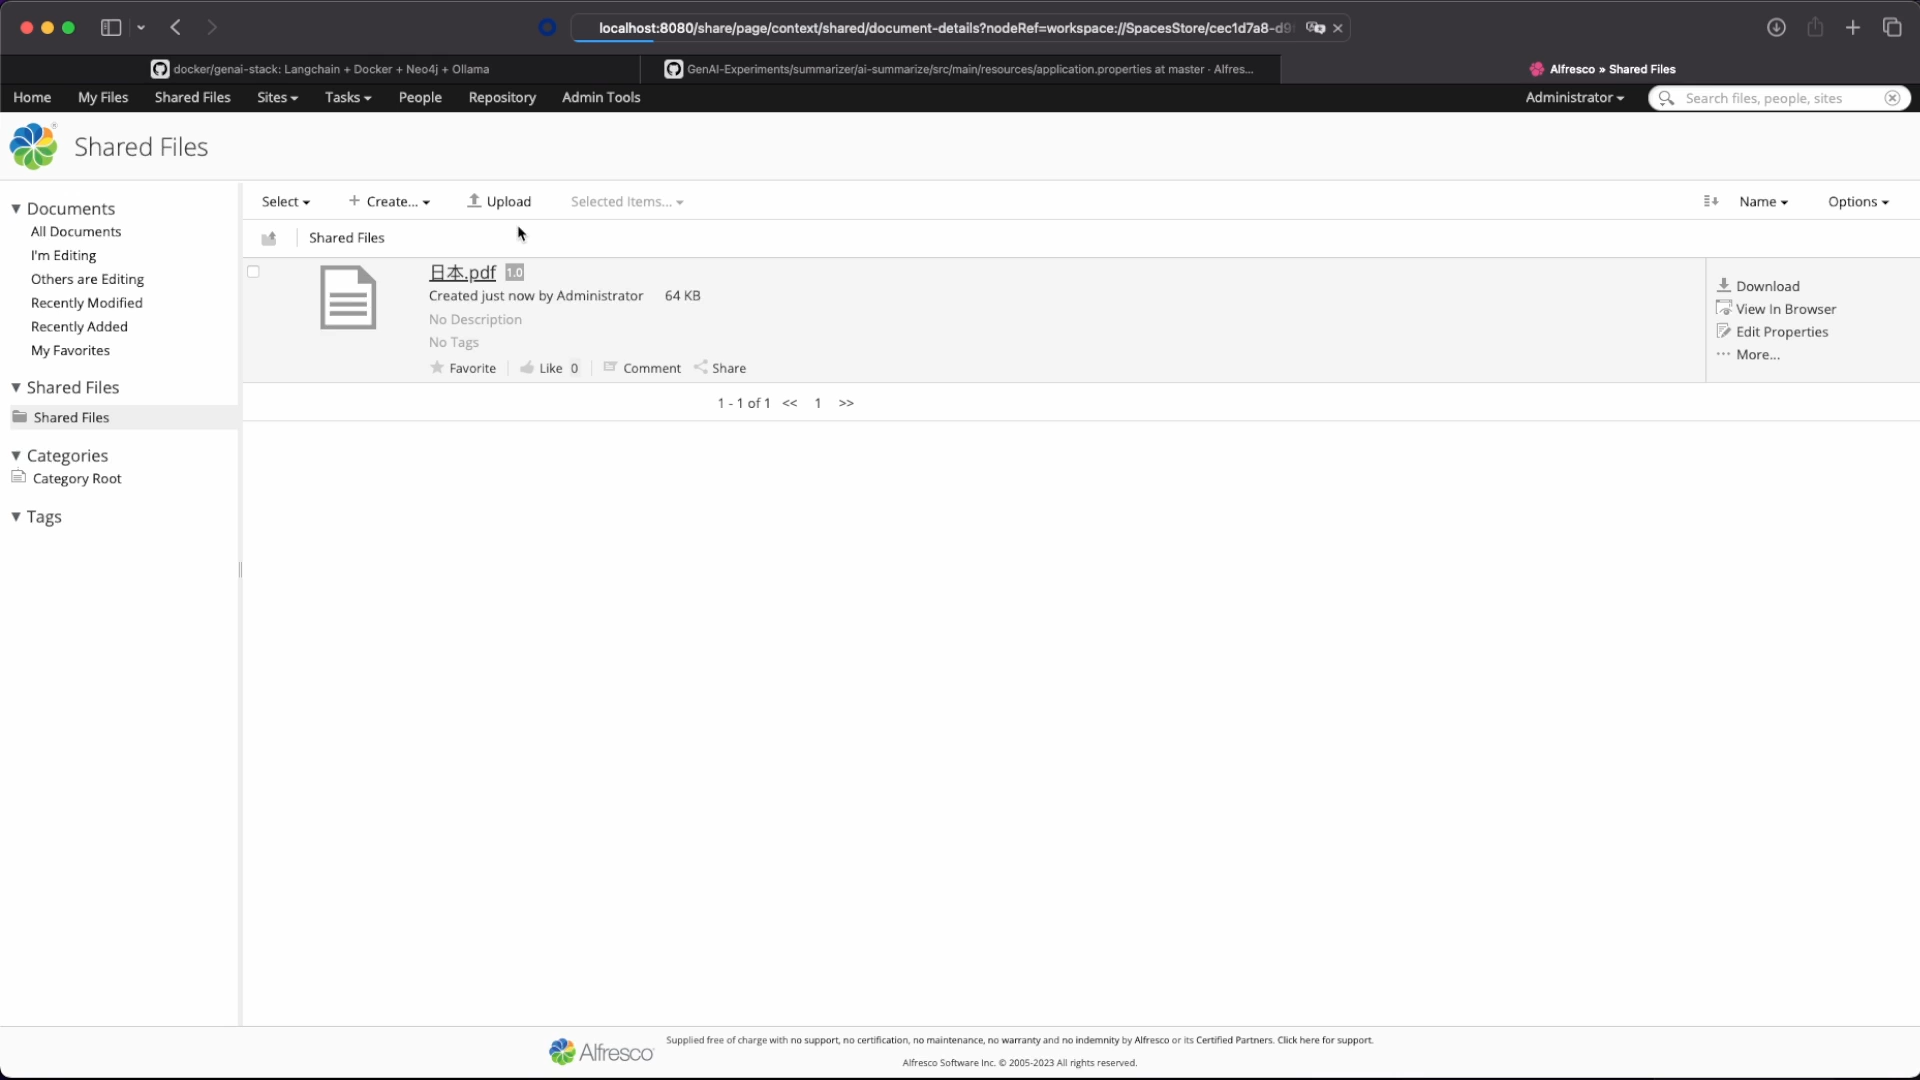 localhost:8080/share/page/context/shared/document-details?nodeRef=workspace://SpacesStore/cec1d7a8-d9
docker/genai-stack: Langchain + Docker + Neo4j + Ollama
GenAI-Experiments/summarizer/ai-summarize/src/main/resources/application.properties at master · Alfres...
Alfresco » Shared Files
Home My Files Shared Files Sites Tasks People Repository Admin Tools Administrator Search files, people, sites
Shared Files
Select + Create... Upload Selected Items... Name Options
Shared Files
Documents
All Documents
I'm Editing
Others are Editing
Recently Modified
Recently Added
My Favorites
Shared Files
Shared Files
Categories
Category Root
Tags
日本.pdf 1.0
Created just now by Administrator 64 KB
No Description
No Tags
Favorite Like 0 Comment Share
Download
View In Browser
Edit Properties
More...
1 - 1 of 1 << 1 >>
Alfresco
Supplied free of charge with no support, no certification, no maintenance, no warranty and no indemnity by Alfresco or its Certified Partners. Click here for support.
Alfresco Software Inc. © 2005-2023 All rights reserved.